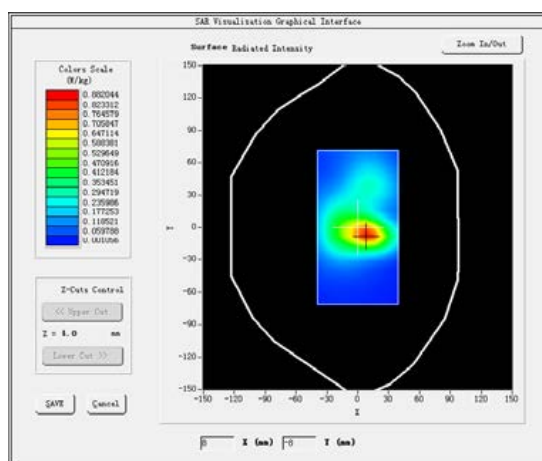 SAR Visualization Graphical Interface
Surface Radiated Intensity
Zoom In/Out
Colors Scale
(W/kg)
0.882044
0.823312
0.764579
0.705847
0.647114
0.588381
0.529649
0.470916
0.412184
0.353451
0.294719
0.235986
0.177253
0.118521
0.059788
0.001056
150-
120-
90-
60-
30-
Y
0-
-30-
-60-
-90-
-120-
-150-
-150 -120 -90 -60 -30 0 30 60 90 120 150
X
Z-Cuts Control
<< Upper Cut
Z = 4.0 mm
Lower Cut >>
SAVE
Cancel
8 X (mm) -8 Y (mm)